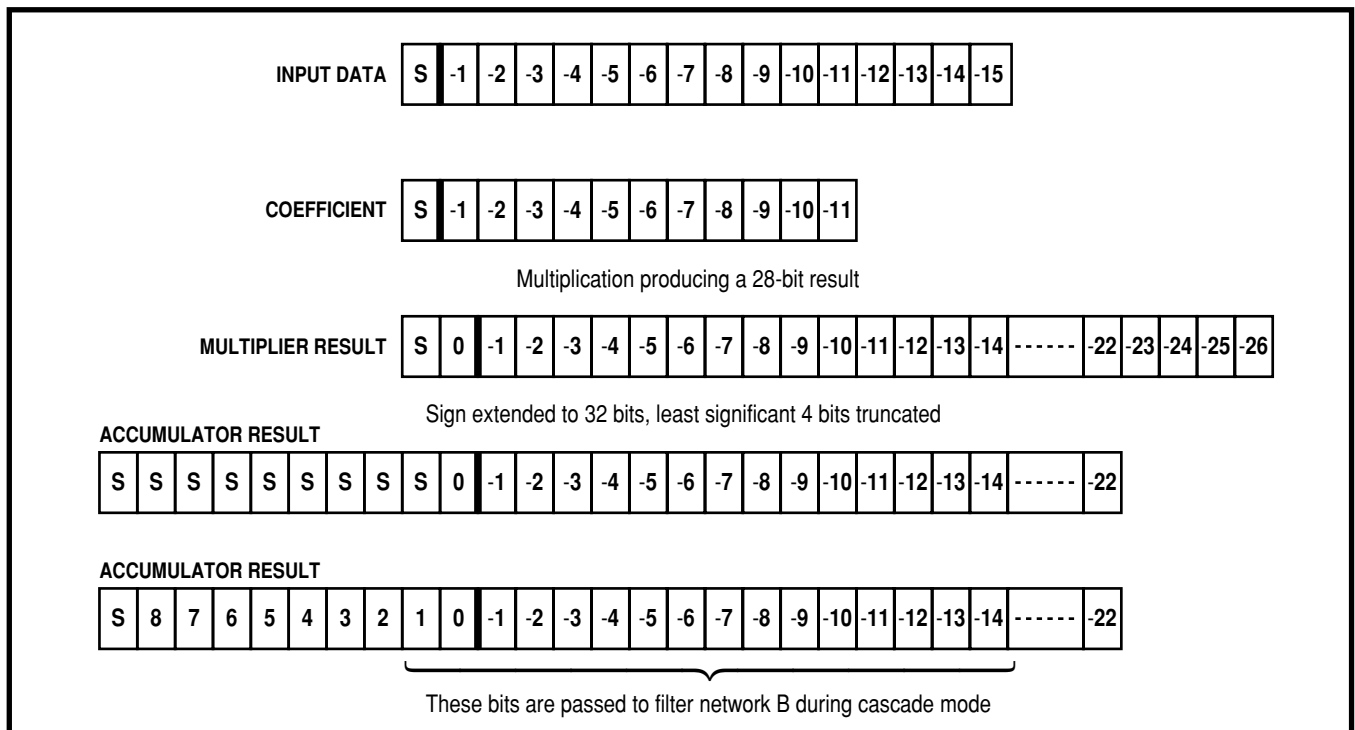 INPUT DATA S -1 -2 -3 -4 -5 -6 -7 -8 -9 -10 -11 -12 -13 -14 -15
COEFFICIENT S -1 -2 -3 -4 -5 -6 -7 -8 -9 -10 -11
Multiplication producing a 28-bit result
MULTIPLIER RESULT S 0 -1 -2 -3 -4 -5 -6 -7 -8 -9 -10 -11 -12 -13 -14 ------ -22 -23 -24 -25 -26
Sign extended to 32 bits, least significant 4 bits truncated
ACCUMULATOR RESULT
S S S S S S S S S 0 -1 -2 -3 -4 -5 -6 -7 -8 -9 -10 -11 -12 -13 -14 ------ -22
ACCUMULATOR RESULT
S 8 7 6 5 4 3 2 1 0 -1 -2 -3 -4 -5 -6 -7 -8 -9 -10 -11 -12 -13 -14 ------ -22
These bits are passed to filter network B during cascade mode